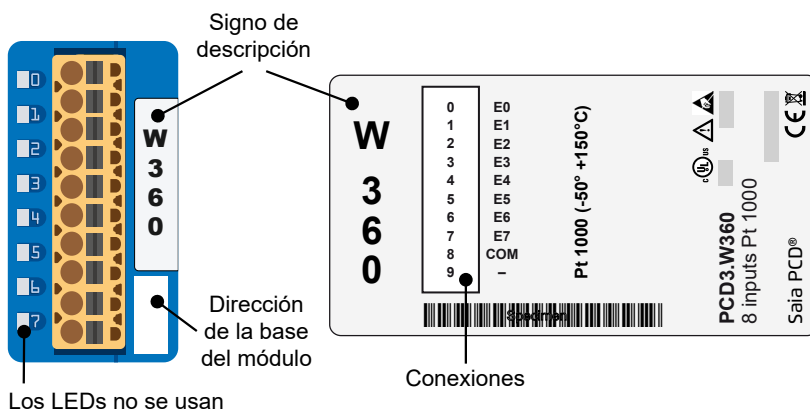 Signo de
descripción
0
1
2
3
4
5
6
7
W
3
6
0
Dirección
de la base
del módulo
Los LEDs no se usan
W
3
6
0
0 E0
1 E1
2 E2
3 E3
4 E4
5 E5
6 E6
7 E7
8 COM
9 –
Pt 1000 (-50° +150°C)
Specimen
Conexiones
c UL us
PCD3.W360
8 inputs Pt 1000
CE
Saia PCD®